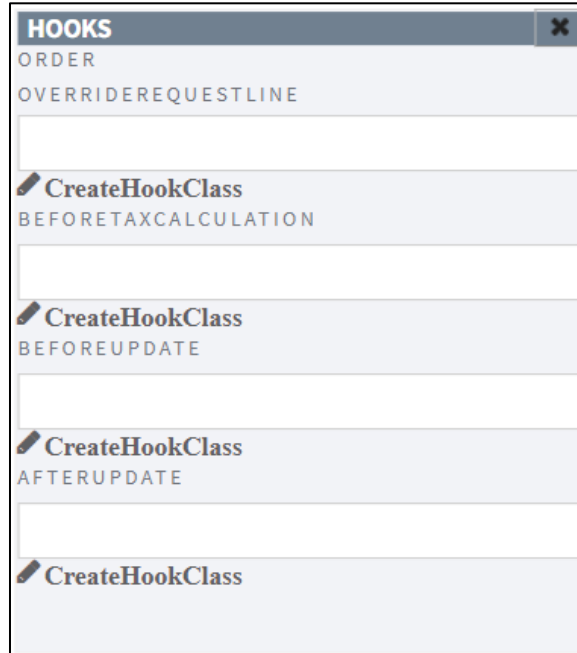 HOOKS
ORDER
OVERRIDEREQUESTLINE
CreateHookClass
BEFORETAXCALCULATION
CreateHookClass
BEFOREUPDATE
CreateHookClass
AFTERUPDATE
CreateHookClass